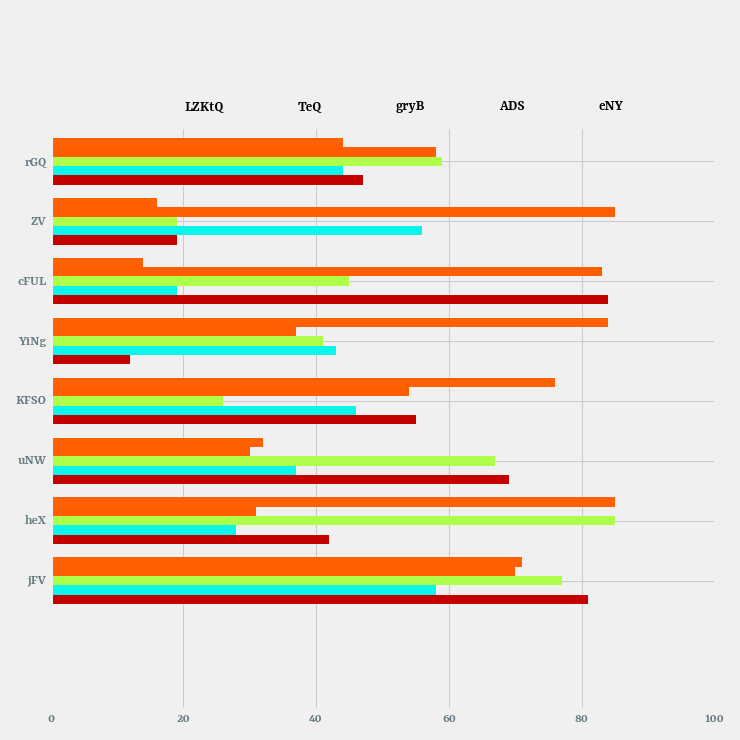 LZKtQ TeQ gryB ADS eNY
rGQ
ZV
cFUL
YiNg
KFSO
uNW
heX
jFV
0 20 40 60 80 100